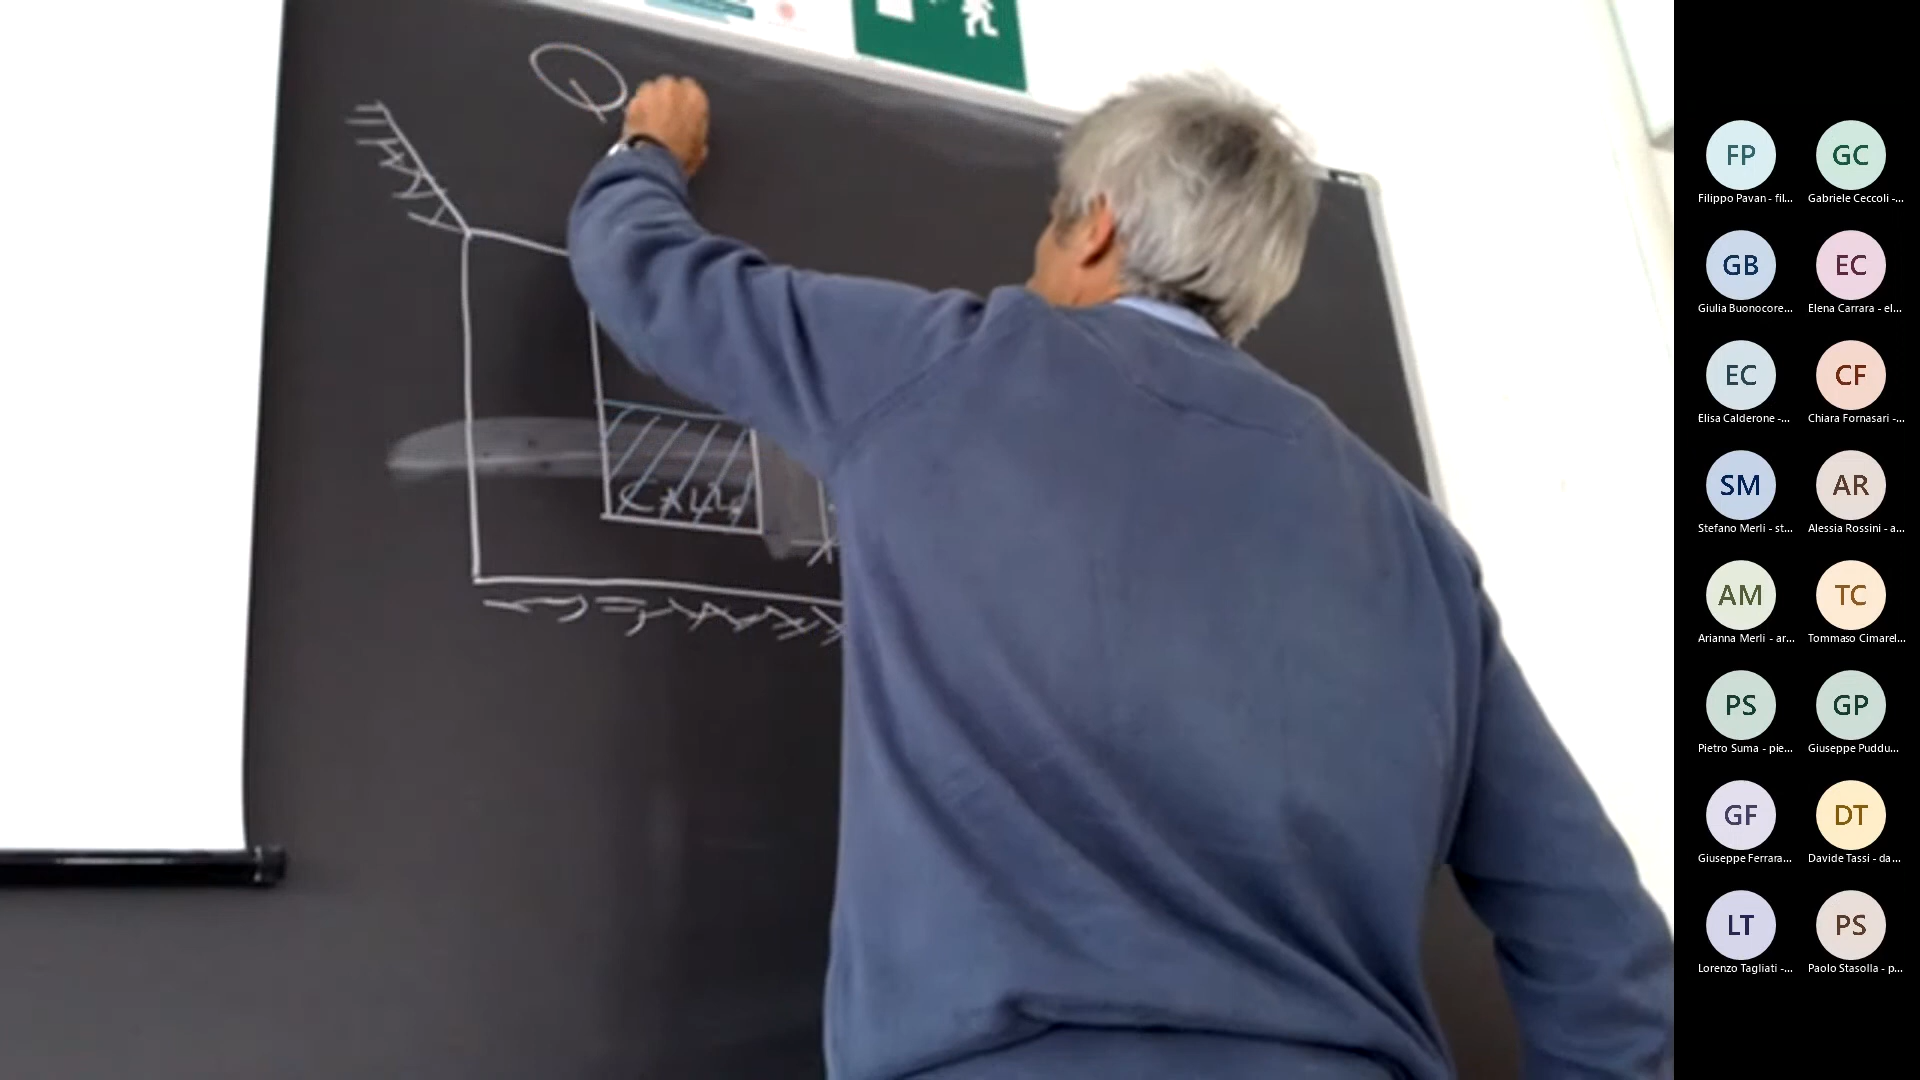 Q
FP GC
Filippo Pavan - fil... Gabriele Ceccoli -...
GB EC
Giulia Buonocore... Elena Carrara - el...
EC CF
Elisa Calderone -... Chiara Fornasari -...
SM AR
Stefano Merli - st... Alessia Rossini - a...
AM TC
Arianna Merli - ar... Tommaso Cimarel...
PS GP
Pietro Suma - pie... Giuseppe Puddu...
GF DT
Giuseppe Ferrara... Davide Tassi - da...
LT PS
Lorenzo Tagliati -... Paolo Stasolla - p...